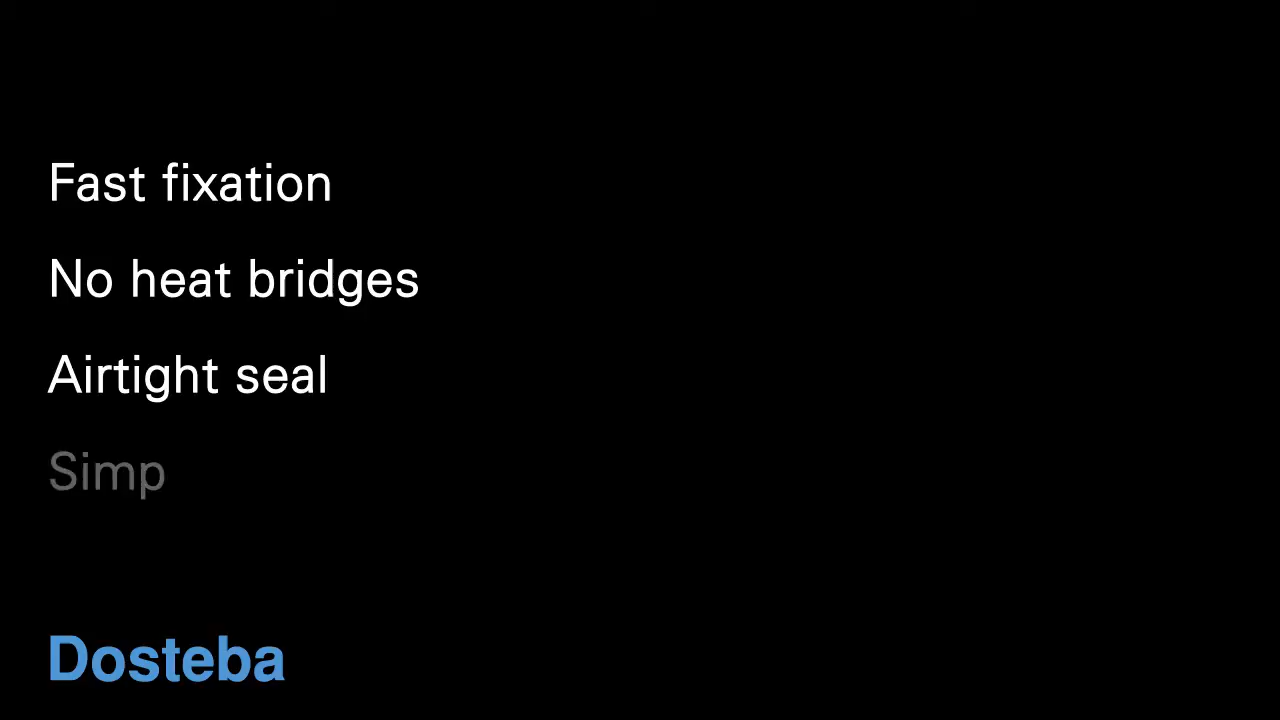 Fast fixation
No heat bridges
Airtight seal
Simp
Dosteba